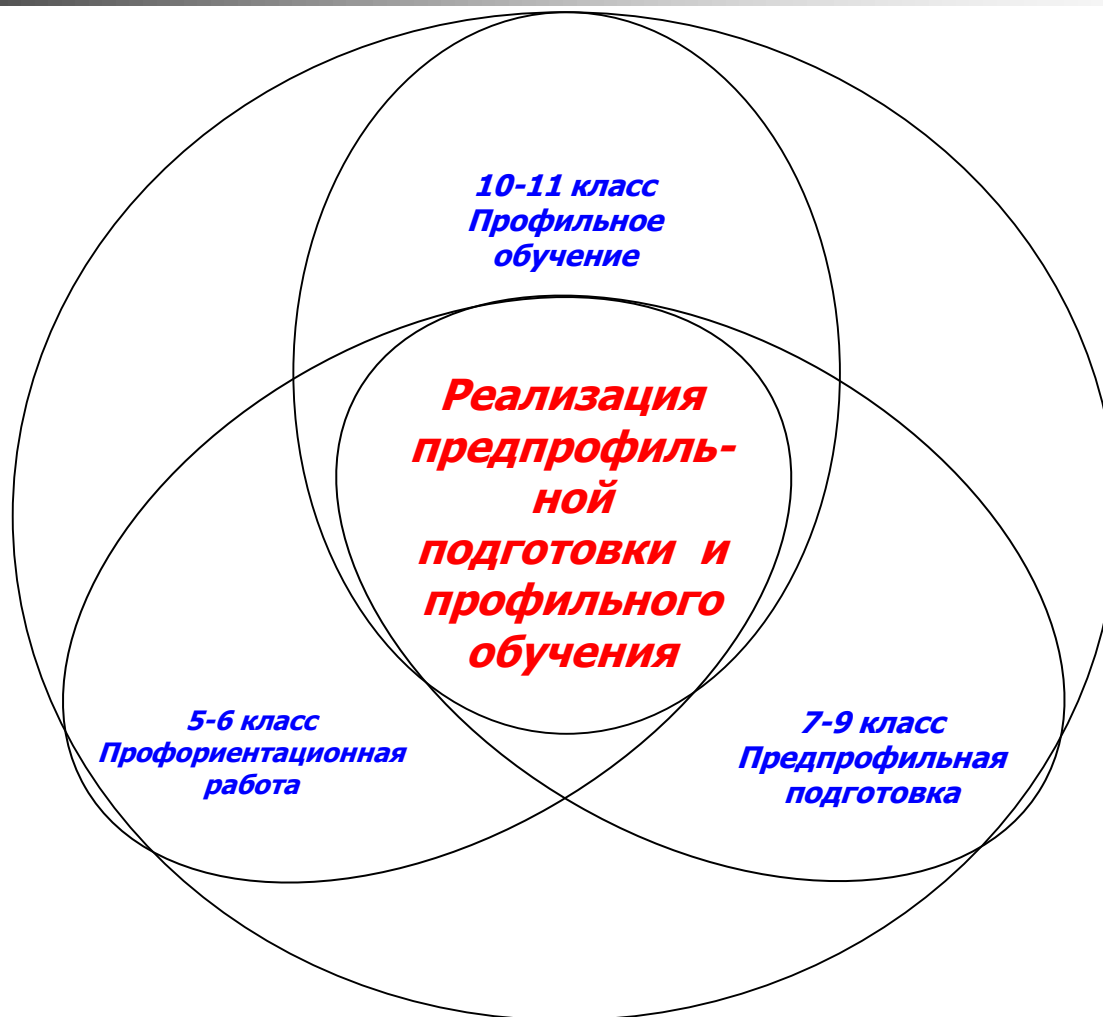 10-11 класс
Профильное
обучение
Реализация
предпрофиль-
ной
подготовки и
профильного
обучения
5-6 класс
Профориентационная
работа
7-9 класс
Предпрофильная
подготовка